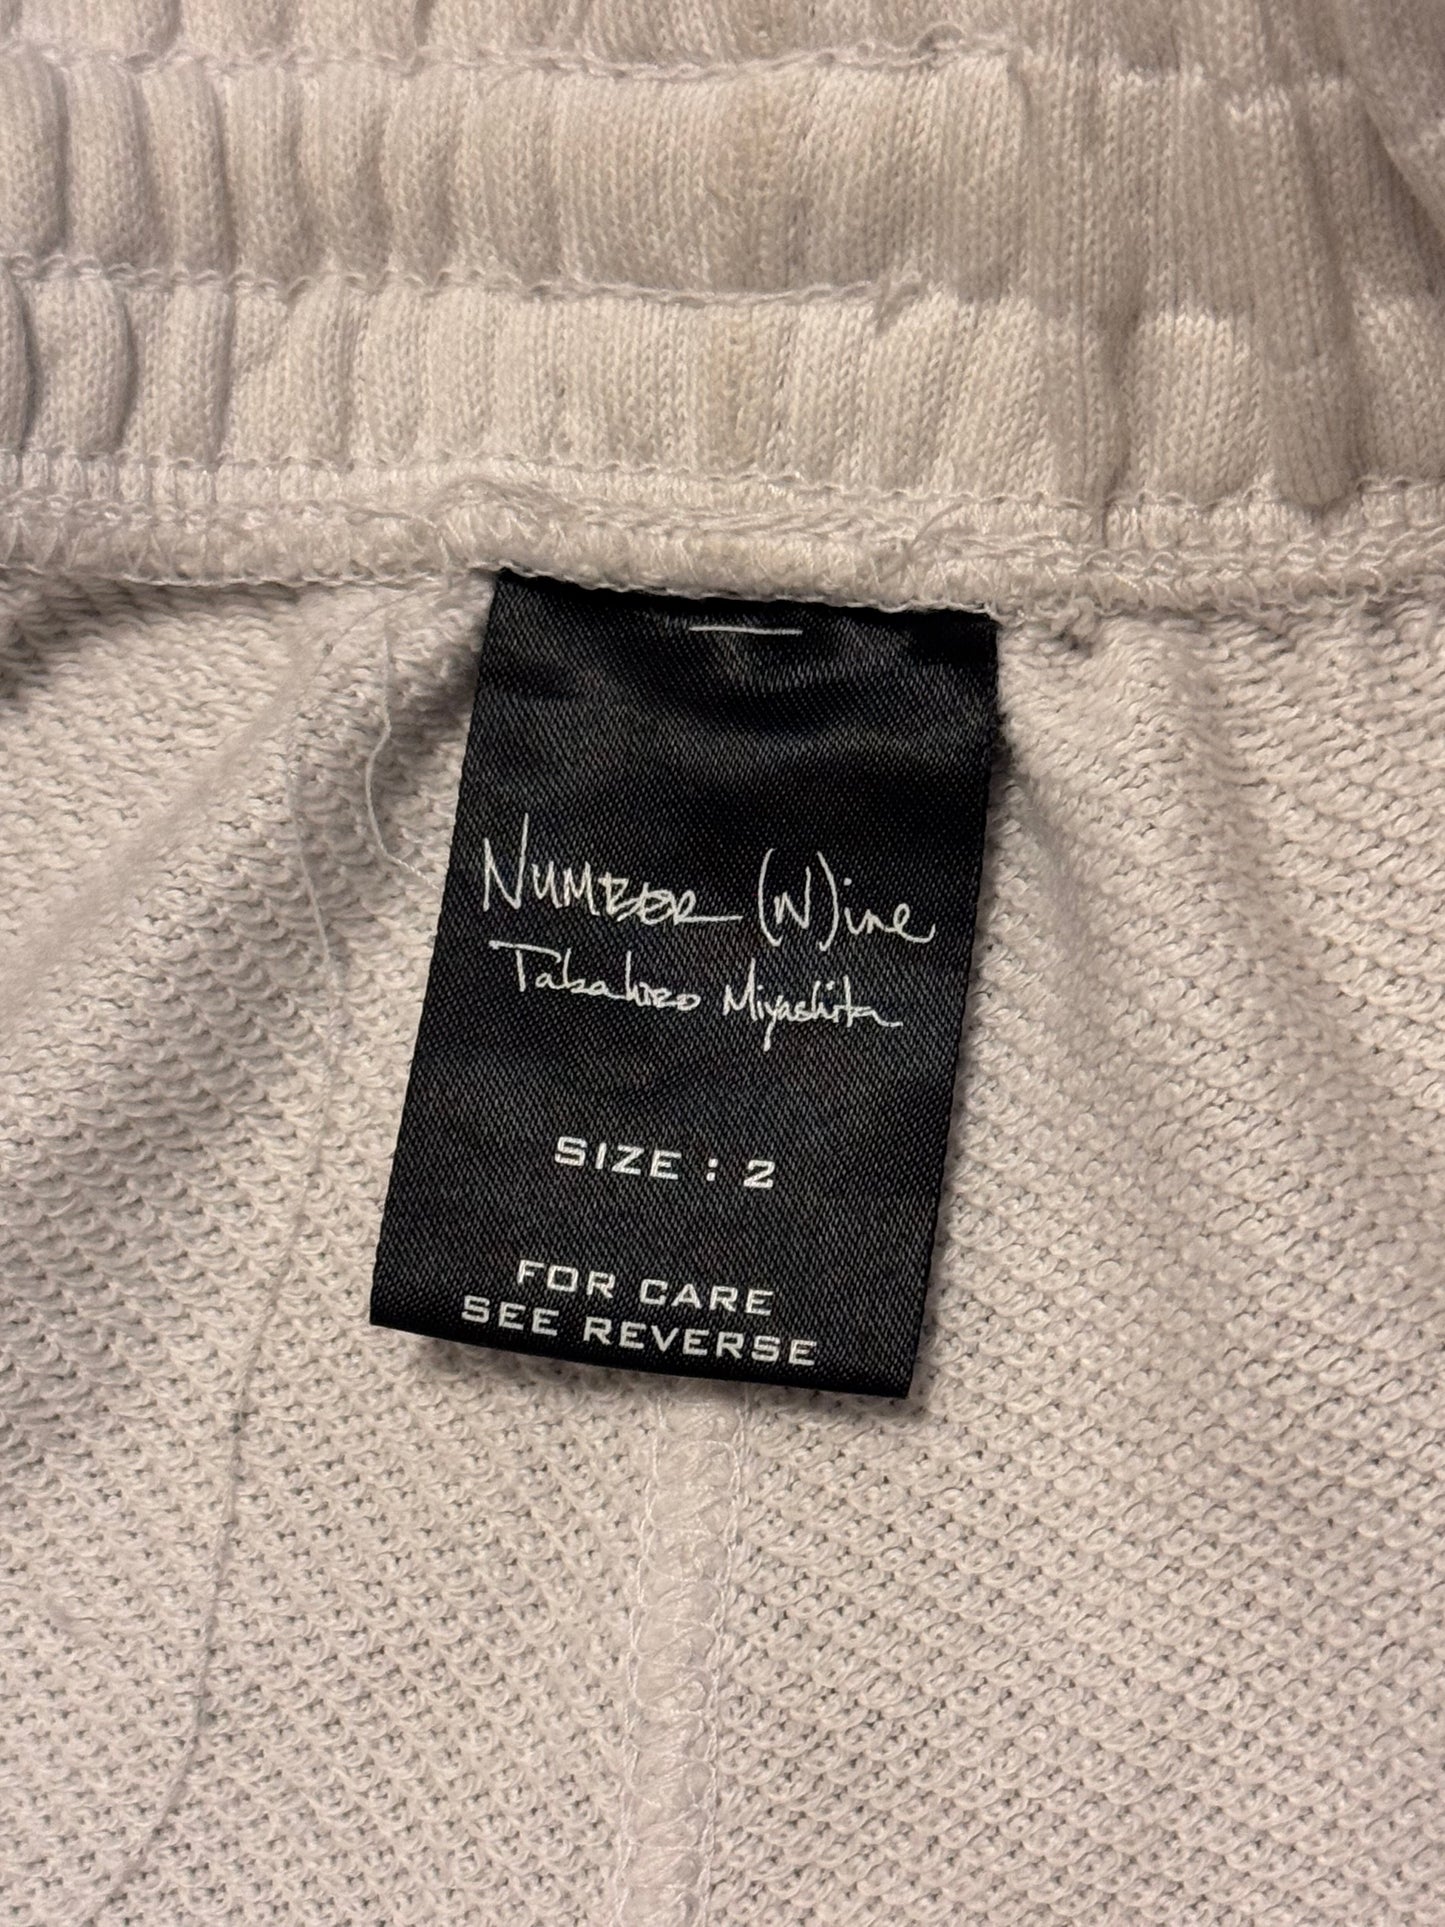 NUMBER (N)ine
Takahiro Miyashita
SIZE : 2
FOR CARE
SEE REVERSE